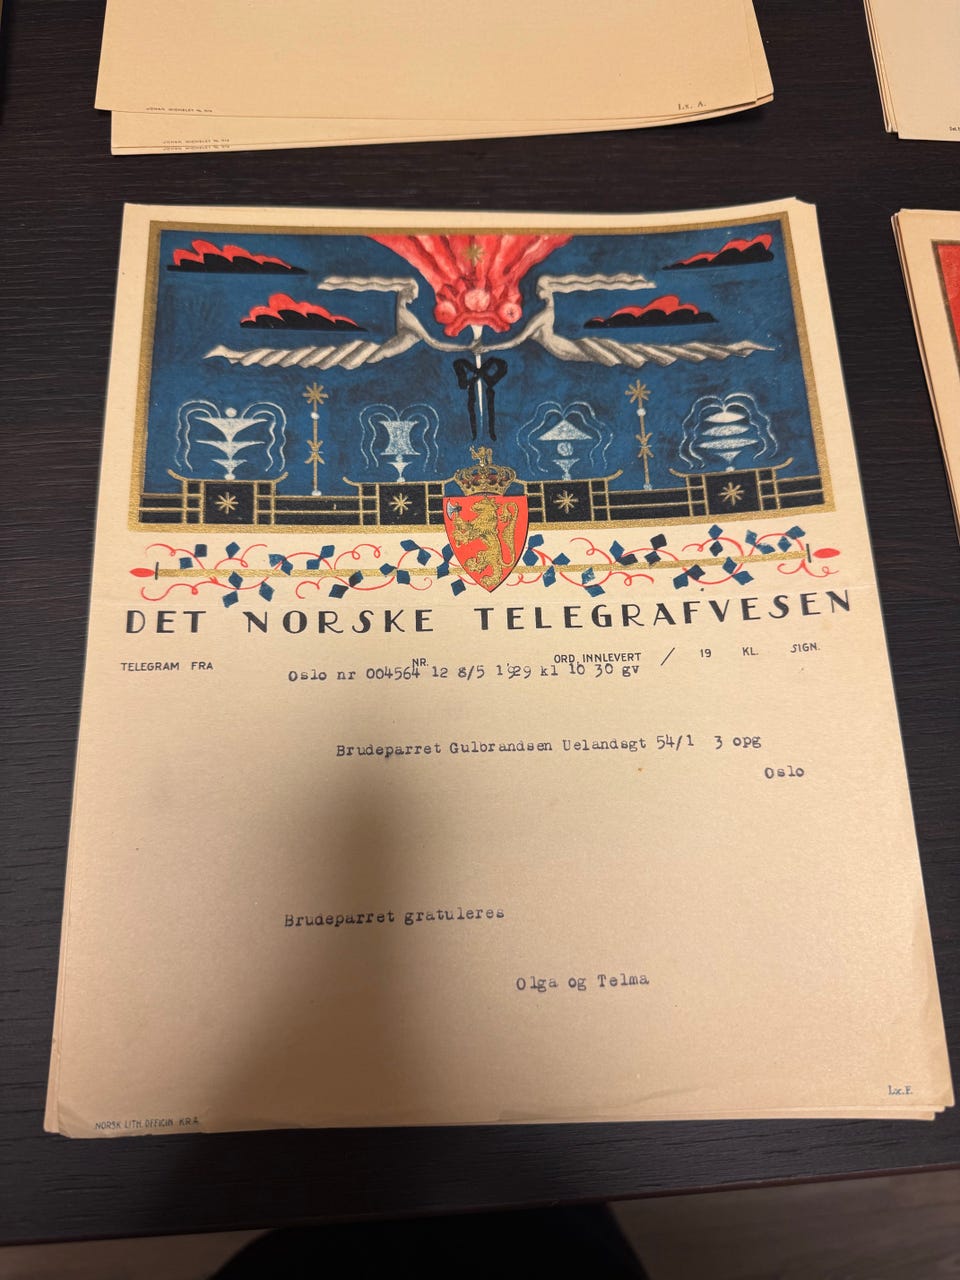 Lx. A.
DET NORSKE TELEGRAFVESEN
TELEGRAM FRA NR. ORD, INNLEVERT / 19 KL. SIGN.
Oslo nr 004564 12 8/5 1929 kl 16 30 gv
Brudeparret Gulbrandsen Uelandsgt 54/1 3 opg
Oslo
Brudeparret gratuleres
Olga og Telma
Lx.F.
NORSK LITH. OFFICIN KR.A